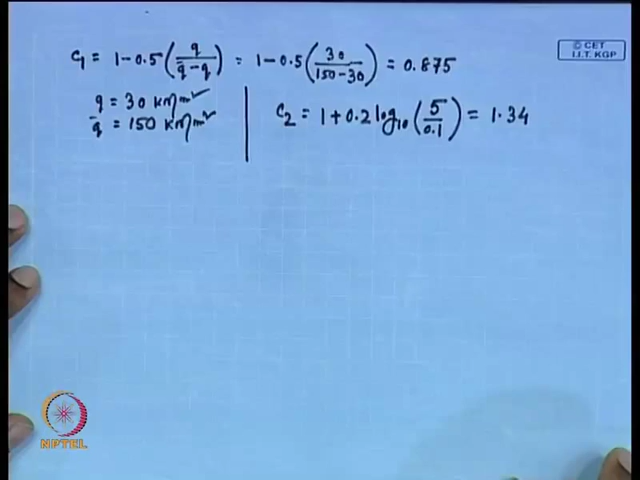 C₁ = 1 - 0.5 (q / (q̄ - q)) = 1 - 0.5 (30 / (150 - 30)) = 0.875
q = 30 kN/m² ✓
q̄ = 150 kN/m² ✓
C₂ = 1 + 0.2 log₁₀ (5 / 0.1) = 1.34
© CET
I.I.T. KGP
NPTEL